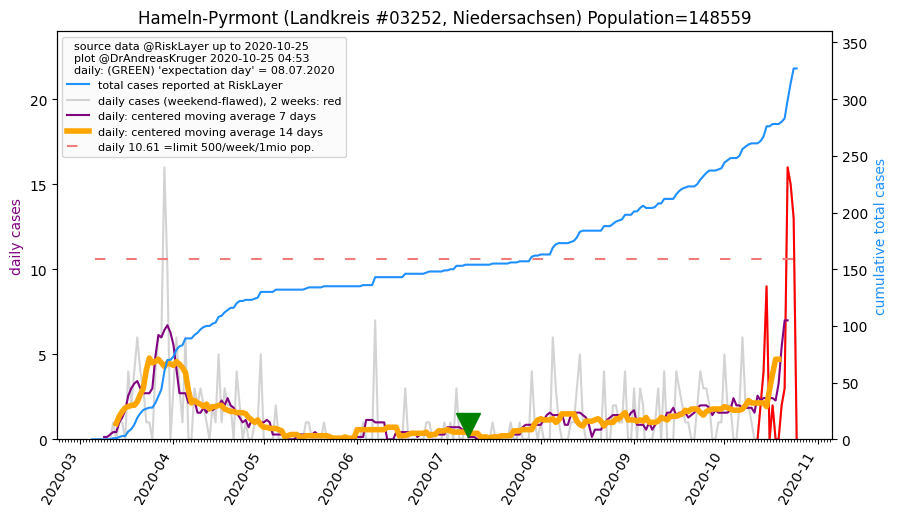 Hameln-Pyrmont (Landkreis #03252, Niedersachsen) Population=148559
source data @RiskLayer up to 2020-10-25
plot @DrAndreasKruger 2020-10-25 04:53
daily: (GREEN) 'expectation day' = 08.07.2020
total cases reported at RiskLayer
daily cases (weekend-flawed), 2 weeks: red
daily: centered moving average 7 days
daily: centered moving average 14 days
daily 10.61 =limit 500/week/1mio pop.
daily cases
20
15
10
5
0
cumulative total cases
350
300
250
200
150
100
50
0
2020-03
2020-04
2020-05
2020-06
2020-07
2020-08
2020-09
2020-10
2020-11